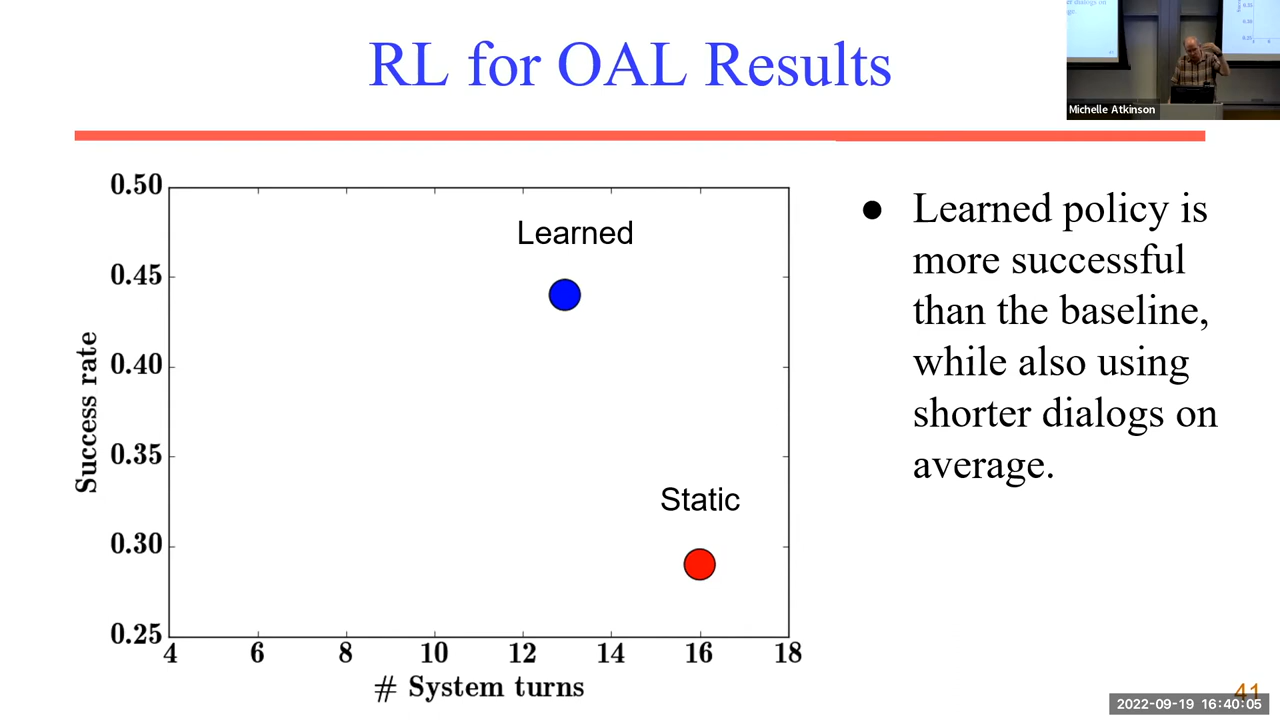 RL for OAL Results
Michelle Atkinson
0.50
0.45
0.40
0.35
0.30
0.25
Success rate
Learned
Static
4 6 8 10 12 14 16 18
# System turns
● Learned policy is
more successful
than the baseline,
while also using
shorter dialogs on
average.
41
2022-09-19 16:40:05